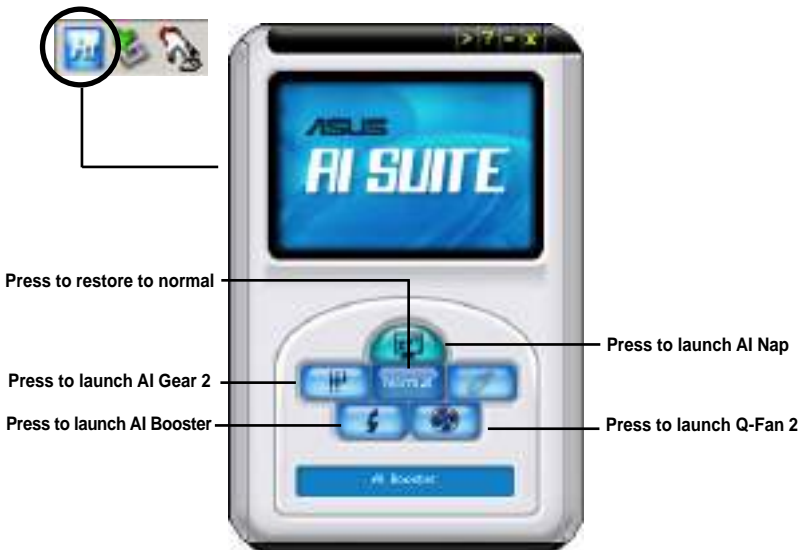 > ? - x
ASUS
AI SUITE
Press to restore to normal
Press to launch AI Nap
Press to launch AI Gear 2
Normal
Press to launch AI Booster
Press to launch Q-Fan 2
AI Booster